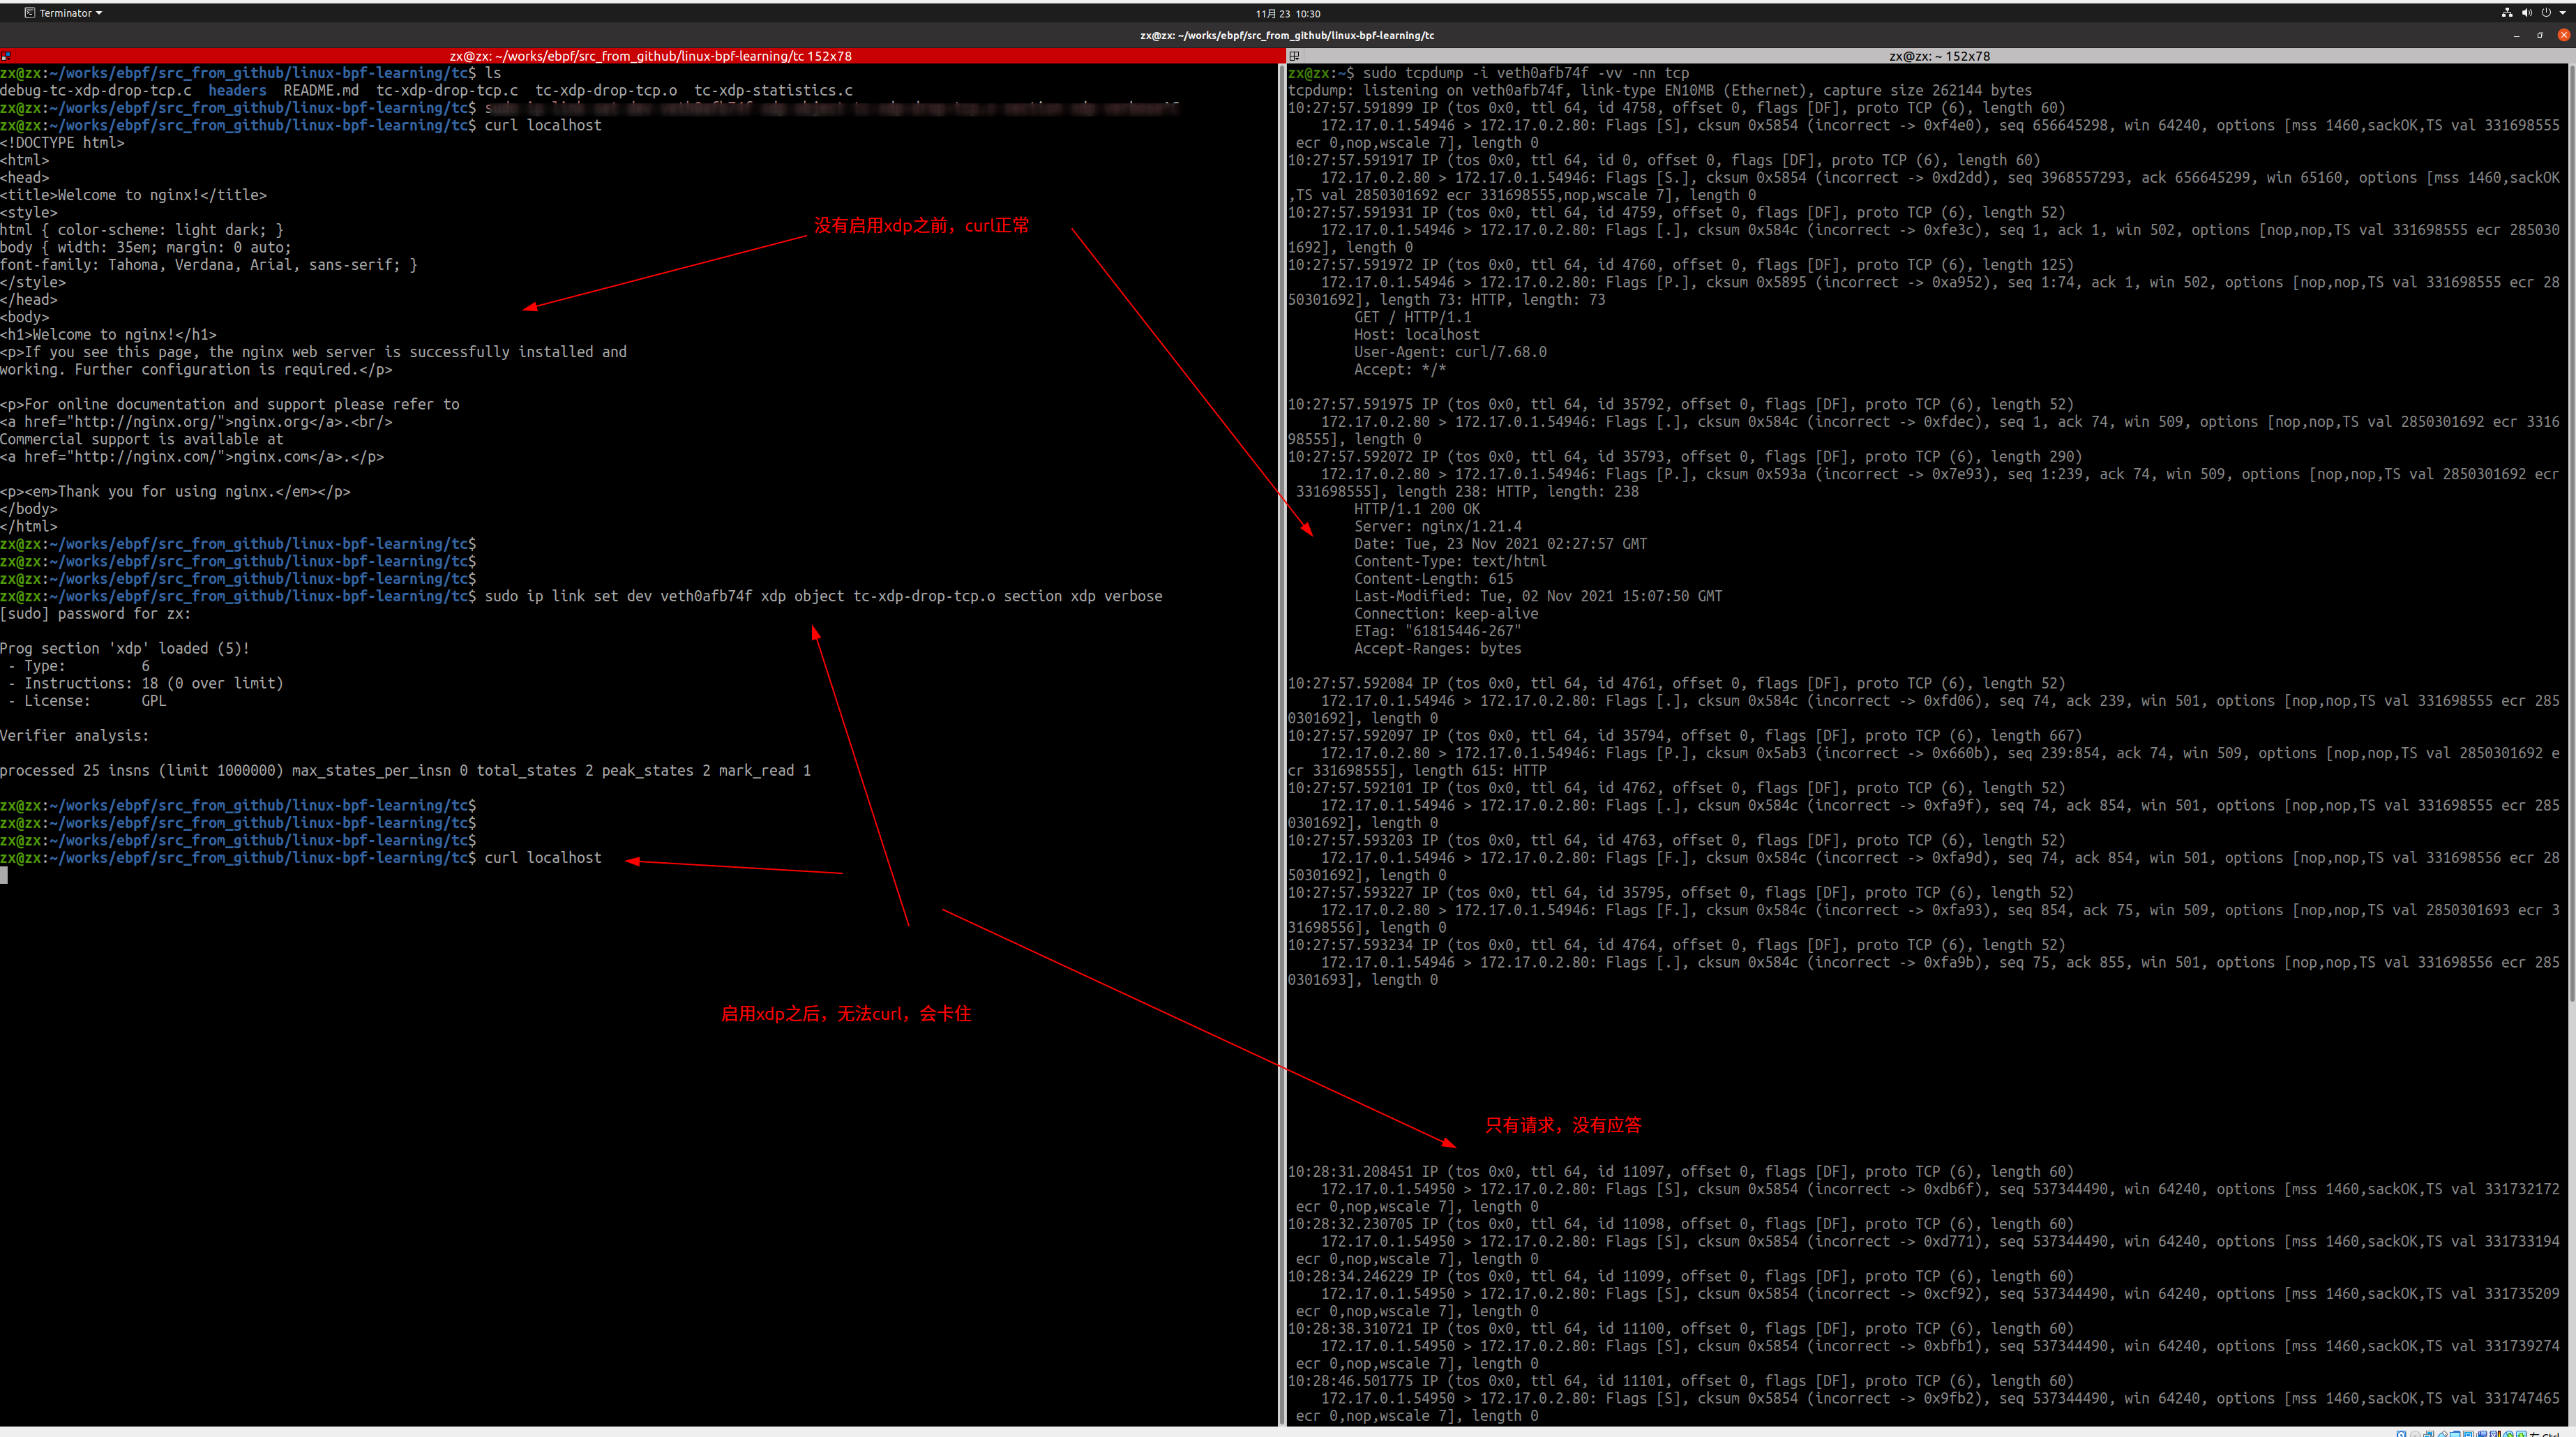 Terminator
11月 23 10:30
zx@zx: ~/works/ebpf/src_from_github/linux-bpf-learning/tc
zx@zx: ~/works/ebpf/src_from_github/linux-bpf-learning/tc 152x78
zx@zx:~/works/ebpf/src_from_github/linux-bpf-learning/tc$ ls
debug-tc-xdp-drop-tcp.c  headers  README.md  tc-xdp-drop-tcp.c  tc-xdp-drop-tcp.o  tc-xdp-statistics.c
zx@zx:~/works/ebpf/src_from_github/linux-bpf-learning/tc$
zx@zx:~/works/ebpf/src_from_github/linux-bpf-learning/tc$ curl localhost
<!DOCTYPE html>
<html>
<head>
<title>Welcome to nginx!</title>
<style>
html { color-scheme: light dark; }
body { width: 35em; margin: 0 auto;
font-family: Tahoma, Verdana, Arial, sans-serif; }
</style>
</head>
<body>
<h1>Welcome to nginx!</h1>
<p>If you see this page, the nginx web server is successfully installed and
working. Further configuration is required.</p>
<p>For online documentation and support please refer to
<a href="http://nginx.org/">nginx.org</a>.<br/>
Commercial support is available at
<a href="http://nginx.com/">nginx.com</a>.</p>
<p><em>Thank you for using nginx.</em></p>
</body>
</html>
zx@zx:~/works/ebpf/src_from_github/linux-bpf-learning/tc$
zx@zx:~/works/ebpf/src_from_github/linux-bpf-learning/tc$
zx@zx:~/works/ebpf/src_from_github/linux-bpf-learning/tc$
zx@zx:~/works/ebpf/src_from_github/linux-bpf-learning/tc$ sudo ip link set dev veth0afb74f xdp object tc-xdp-drop-tcp.o section xdp verbose
[sudo] password for zx:
Prog section 'xdp' loaded (5)!
- Type: 6
- Instructions: 18 (0 over limit)
- License: GPL
Verifier analysis:
processed 25 insns (limit 1000000) max_states_per_insn 0 total_states 2 peak_states 2 mark_read 1
zx@zx:~/works/ebpf/src_from_github/linux-bpf-learning/tc$
zx@zx:~/works/ebpf/src_from_github/linux-bpf-learning/tc$
zx@zx:~/works/ebpf/src_from_github/linux-bpf-learning/tc$
zx@zx:~/works/ebpf/src_from_github/linux-bpf-learning/tc$ curl localhost
没有启用xdp之前，curl正常
启用xdp之后，无法curl，会卡住
zx@zx: ~ 152x78
zx@zx:~$ sudo tcpdump -i veth0afb74f -vv -nn tcp
tcpdump: listening on veth0afb74f, link-type EN10MB (Ethernet), capture size 262144 bytes
10:27:57.591899 IP (tos 0x0, ttl 64, id 4758, offset 0, flags [DF], proto TCP (6), length 60)
172.17.0.1.54946 > 172.17.0.2.80: Flags [S], cksum 0x5854 (incorrect -> 0xf4e0), seq 656645298, win 64240, options [mss 1460,sackOK,TS val 331698555
ecr 0,nop,wscale 7], length 0
10:27:57.591917 IP (tos 0x0, ttl 64, id 0, offset 0, flags [DF], proto TCP (6), length 60)
172.17.0.2.80 > 172.17.0.1.54946: Flags [S.], cksum 0x5854 (incorrect -> 0xd2dd), seq 3968557293, ack 656645299, win 65160, options [mss 1460,sackOK
,TS val 2850301692 ecr 331698555,nop,wscale 7], length 0
10:27:57.591931 IP (tos 0x0, ttl 64, id 4759, offset 0, flags [DF], proto TCP (6), length 52)
172.17.0.1.54946 > 172.17.0.2.80: Flags [.], cksum 0x584c (incorrect -> 0xfe3c), seq 1, ack 1, win 502, options [nop,nop,TS val 331698555 ecr 285030
1692], length 0
10:27:57.591972 IP (tos 0x0, ttl 64, id 4760, offset 0, flags [DF], proto TCP (6), length 125)
172.17.0.1.54946 > 172.17.0.2.80: Flags [P.], cksum 0x5895 (incorrect -> 0xa952), seq 1:74, ack 1, win 502, options [nop,nop,TS val 331698555 ecr 28
50301692], length 73: HTTP, length: 73
GET / HTTP/1.1
Host: localhost
User-Agent: curl/7.68.0
Accept: */*
10:27:57.591975 IP (tos 0x0, ttl 64, id 35792, offset 0, flags [DF], proto TCP (6), length 52)
172.17.0.2.80 > 172.17.0.1.54946: Flags [.], cksum 0x584c (incorrect -> 0xfdec), seq 1, ack 74, win 509, options [nop,nop,TS val 2850301692 ecr 3316
98555], length 0
10:27:57.592072 IP (tos 0x0, ttl 64, id 35793, offset 0, flags [DF], proto TCP (6), length 290)
172.17.0.2.80 > 172.17.0.1.54946: Flags [P.], cksum 0x593a (incorrect -> 0x7e93), seq 1:239, ack 74, win 509, options [nop,nop,TS val 2850301692 ecr
331698555], length 238: HTTP, length: 238
HTTP/1.1 200 OK
Server: nginx/1.21.4
Date: Tue, 23 Nov 2021 02:27:57 GMT
Content-Type: text/html
Content-Length: 615
Last-Modified: Tue, 02 Nov 2021 15:07:50 GMT
Connection: keep-alive
ETag: "61815446-267"
Accept-Ranges: bytes
10:27:57.592084 IP (tos 0x0, ttl 64, id 4761, offset 0, flags [DF], proto TCP (6), length 52)
172.17.0.1.54946 > 172.17.0.2.80: Flags [.], cksum 0x584c (incorrect -> 0xfd06), seq 74, ack 239, win 501, options [nop,nop,TS val 331698555 ecr 285
0301692], length 0
10:27:57.592097 IP (tos 0x0, ttl 64, id 35794, offset 0, flags [DF], proto TCP (6), length 667)
172.17.0.2.80 > 172.17.0.1.54946: Flags [P.], cksum 0x5ab3 (incorrect -> 0x660b), seq 239:854, ack 74, win 509, options [nop,nop,TS val 2850301692 e
cr 331698555], length 615: HTTP
10:27:57.592101 IP (tos 0x0, ttl 64, id 4762, offset 0, flags [DF], proto TCP (6), length 52)
172.17.0.1.54946 > 172.17.0.2.80: Flags [.], cksum 0x584c (incorrect -> 0xfa9f), seq 74, ack 854, win 501, options [nop,nop,TS val 331698555 ecr 285
0301692], length 0
10:27:57.593203 IP (tos 0x0, ttl 64, id 4763, offset 0, flags [DF], proto TCP (6), length 52)
172.17.0.1.54946 > 172.17.0.2.80: Flags [F.], cksum 0x584c (incorrect -> 0xfa9d), seq 74, ack 854, win 501, options [nop,nop,TS val 331698556 ecr 28
50301692], length 0
10:27:57.593227 IP (tos 0x0, ttl 64, id 35795, offset 0, flags [DF], proto TCP (6), length 52)
172.17.0.2.80 > 172.17.0.1.54946: Flags [F.], cksum 0x584c (incorrect -> 0xfa93), seq 854, ack 75, win 509, options [nop,nop,TS val 2850301693 ecr 3
31698556], length 0
10:27:57.593234 IP (tos 0x0, ttl 64, id 4764, offset 0, flags [DF], proto TCP (6), length 52)
172.17.0.1.54946 > 172.17.0.2.80: Flags [.], cksum 0x584c (incorrect -> 0xfa9b), seq 75, ack 855, win 501, options [nop,nop,TS val 331698556 ecr 285
0301693], length 0
只有请求，没有应答
10:28:31.208451 IP (tos 0x0, ttl 64, id 11097, offset 0, flags [DF], proto TCP (6), length 60)
172.17.0.1.54950 > 172.17.0.2.80: Flags [S], cksum 0x5854 (incorrect -> 0xdb6f), seq 537344490, win 64240, options [mss 1460,sackOK,TS val 331732172
ecr 0,nop,wscale 7], length 0
10:28:32.230705 IP (tos 0x0, ttl 64, id 11098, offset 0, flags [DF], proto TCP (6), length 60)
172.17.0.1.54950 > 172.17.0.2.80: Flags [S], cksum 0x5854 (incorrect -> 0xd771), seq 537344490, win 64240, options [mss 1460,sackOK,TS val 331733194
ecr 0,nop,wscale 7], length 0
10:28:34.246229 IP (tos 0x0, ttl 64, id 11099, offset 0, flags [DF], proto TCP (6), length 60)
172.17.0.1.54950 > 172.17.0.2.80: Flags [S], cksum 0x5854 (incorrect -> 0xcf92), seq 537344490, win 64240, options [mss 1460,sackOK,TS val 331735209
ecr 0,nop,wscale 7], length 0
10:28:38.310721 IP (tos 0x0, ttl 64, id 11100, offset 0, flags [DF], proto TCP (6), length 60)
172.17.0.1.54950 > 172.17.0.2.80: Flags [S], cksum 0x5854 (incorrect -> 0xbfb1), seq 537344490, win 64240, options [mss 1460,sackOK,TS val 331739274
ecr 0,nop,wscale 7], length 0
10:28:46.501775 IP (tos 0x0, ttl 64, id 11101, offset 0, flags [DF], proto TCP (6), length 60)
172.17.0.1.54950 > 172.17.0.2.80: Flags [S], cksum 0x5854 (incorrect -> 0x9fb2), seq 537344490, win 64240, options [mss 1460,sackOK,TS val 331747465
ecr 0,nop,wscale 7], length 0